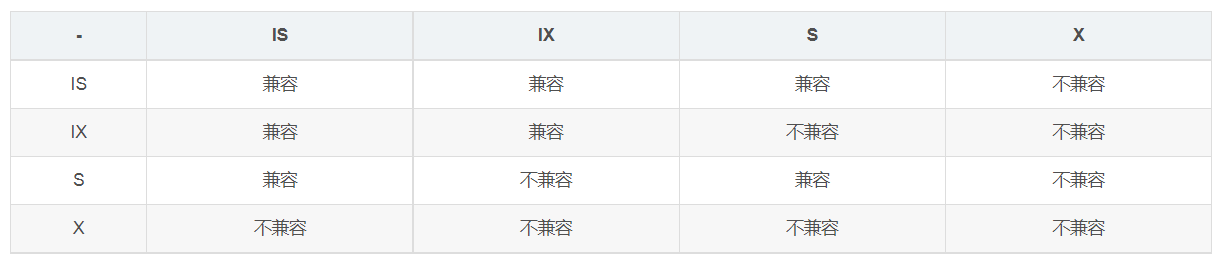 - IS IX S X
IS 兼容 兼容 兼容 不兼容
IX 兼容 兼容 不兼容 不兼容
S 兼容 不兼容 兼容 不兼容
X 不兼容 不兼容 不兼容 不兼容